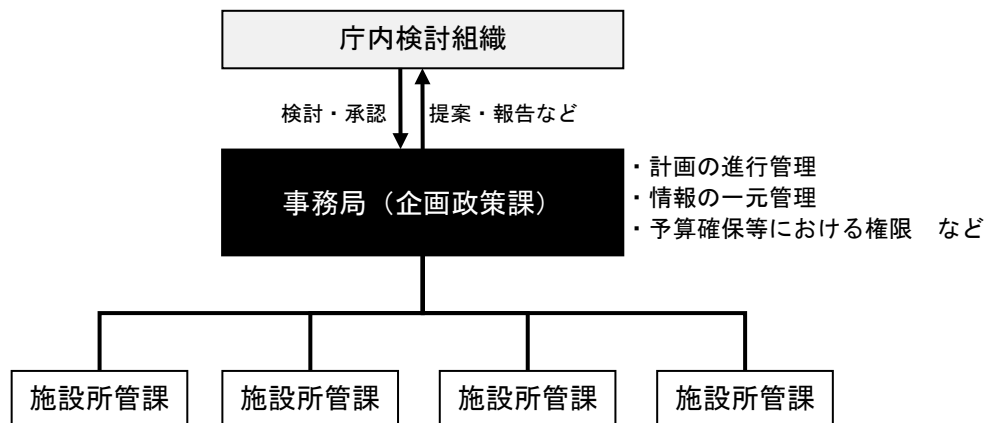 庁内検討組織
検討・承認
提案・報告など
事務局（企画政策課）
・計画の進行管理
・情報の一元管理
・予算確保等における権限　など
施設所管課
施設所管課
施設所管課
施設所管課